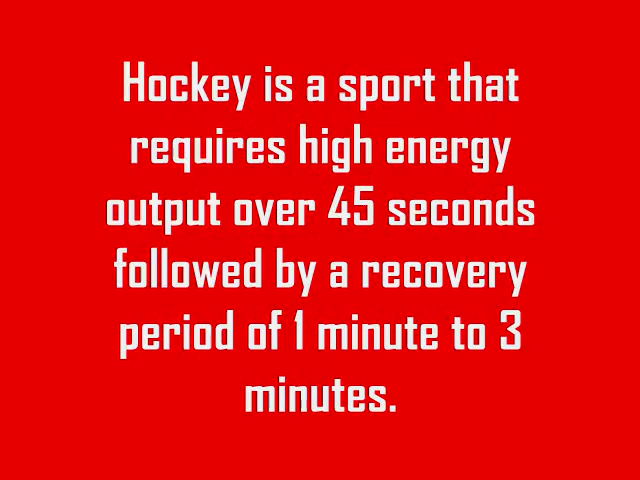 Hockey is a sport that
requires high energy
output over 45 seconds
followed by a recovery
period of 1 minute to 3
minutes.